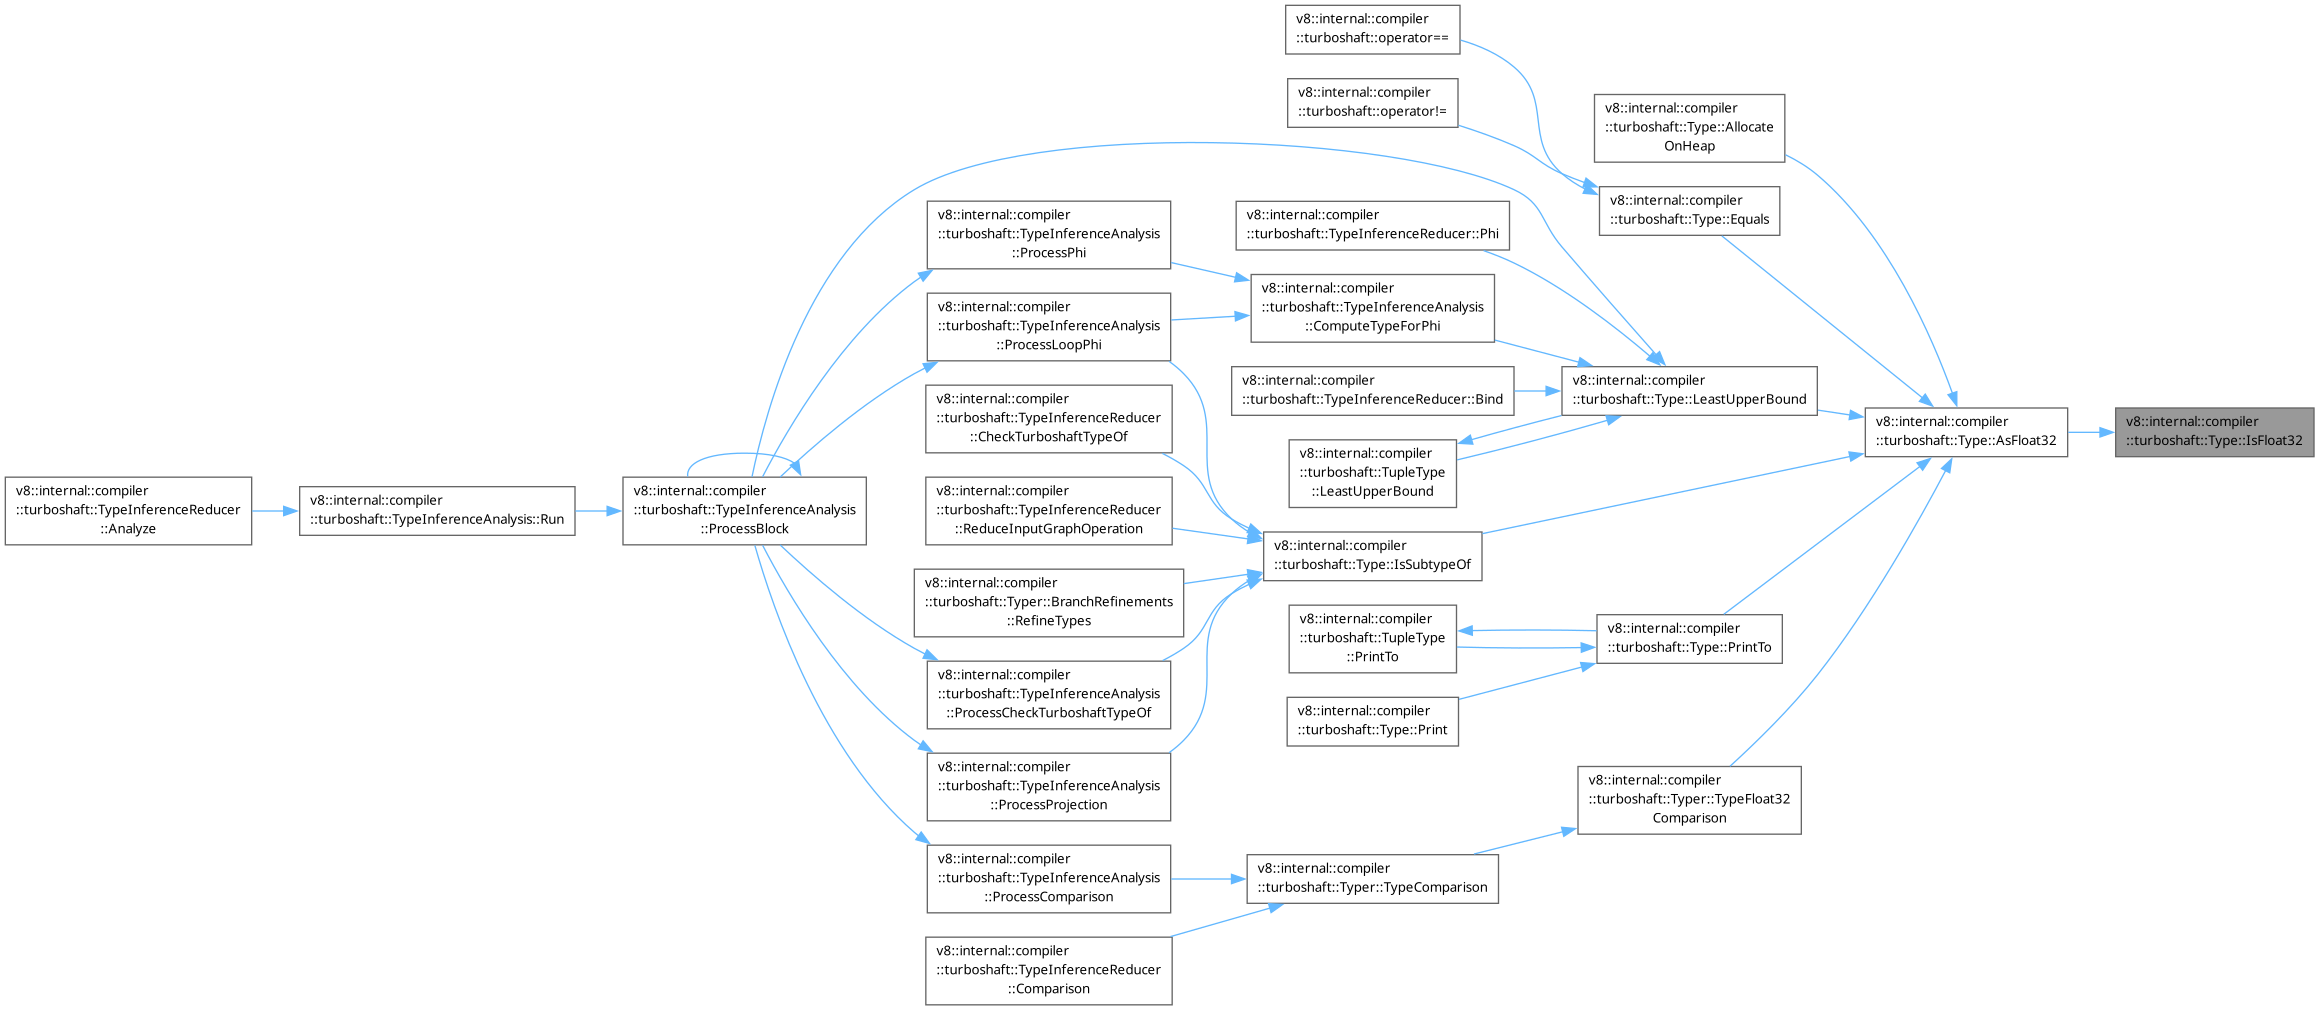 v8::internal::compiler
::turboshaft::operator==
v8::internal::compiler
::turboshaft::operator!=
v8::internal::compiler
::turboshaft::Type::Allocate
OnHeap
v8::internal::compiler
::turboshaft::Type::Equals
v8::internal::compiler
::turboshaft::TypeInferenceAnalysis
::ProcessPhi
v8::internal::compiler
::turboshaft::TypeInferenceReducer::Phi
v8::internal::compiler
::turboshaft::TypeInferenceAnalysis
::ComputeTypeForPhi
v8::internal::compiler
::turboshaft::TypeInferenceAnalysis
::ProcessLoopPhi
v8::internal::compiler
::turboshaft::TypeInferenceReducer::Bind
v8::internal::compiler
::turboshaft::Type::LeastUpperBound
v8::internal::compiler
::turboshaft::TypeInferenceReducer
::CheckTurboshaftTypeOf
v8::internal::compiler
::turboshaft::Type::AsFloat32
v8::internal::compiler
::turboshaft::Type::IsFloat32
v8::internal::compiler
::turboshaft::TupleType
::LeastUpperBound
v8::internal::compiler
::turboshaft::TypeInferenceReducer
::Analyze
v8::internal::compiler
::turboshaft::TypeInferenceAnalysis::Run
v8::internal::compiler
::turboshaft::TypeInferenceAnalysis
::ProcessBlock
v8::internal::compiler
::turboshaft::TypeInferenceReducer
::ReduceInputGraphOperation
v8::internal::compiler
::turboshaft::Type::IsSubtypeOf
v8::internal::compiler
::turboshaft::Typer::BranchRefinements
::RefineTypes
v8::internal::compiler
::turboshaft::TupleType
::PrintTo
v8::internal::compiler
::turboshaft::Type::PrintTo
v8::internal::compiler
::turboshaft::TypeInferenceAnalysis
::ProcessCheckTurboshaftTypeOf
v8::internal::compiler
::turboshaft::Type::Print
v8::internal::compiler
::turboshaft::TypeInferenceAnalysis
::ProcessProjection
v8::internal::compiler
::turboshaft::Typer::TypeFloat32
Comparison
v8::internal::compiler
::turboshaft::TypeInferenceAnalysis
::ProcessComparison
v8::internal::compiler
::turboshaft::Typer::TypeComparison
v8::internal::compiler
::turboshaft::TypeInferenceReducer
::Comparison